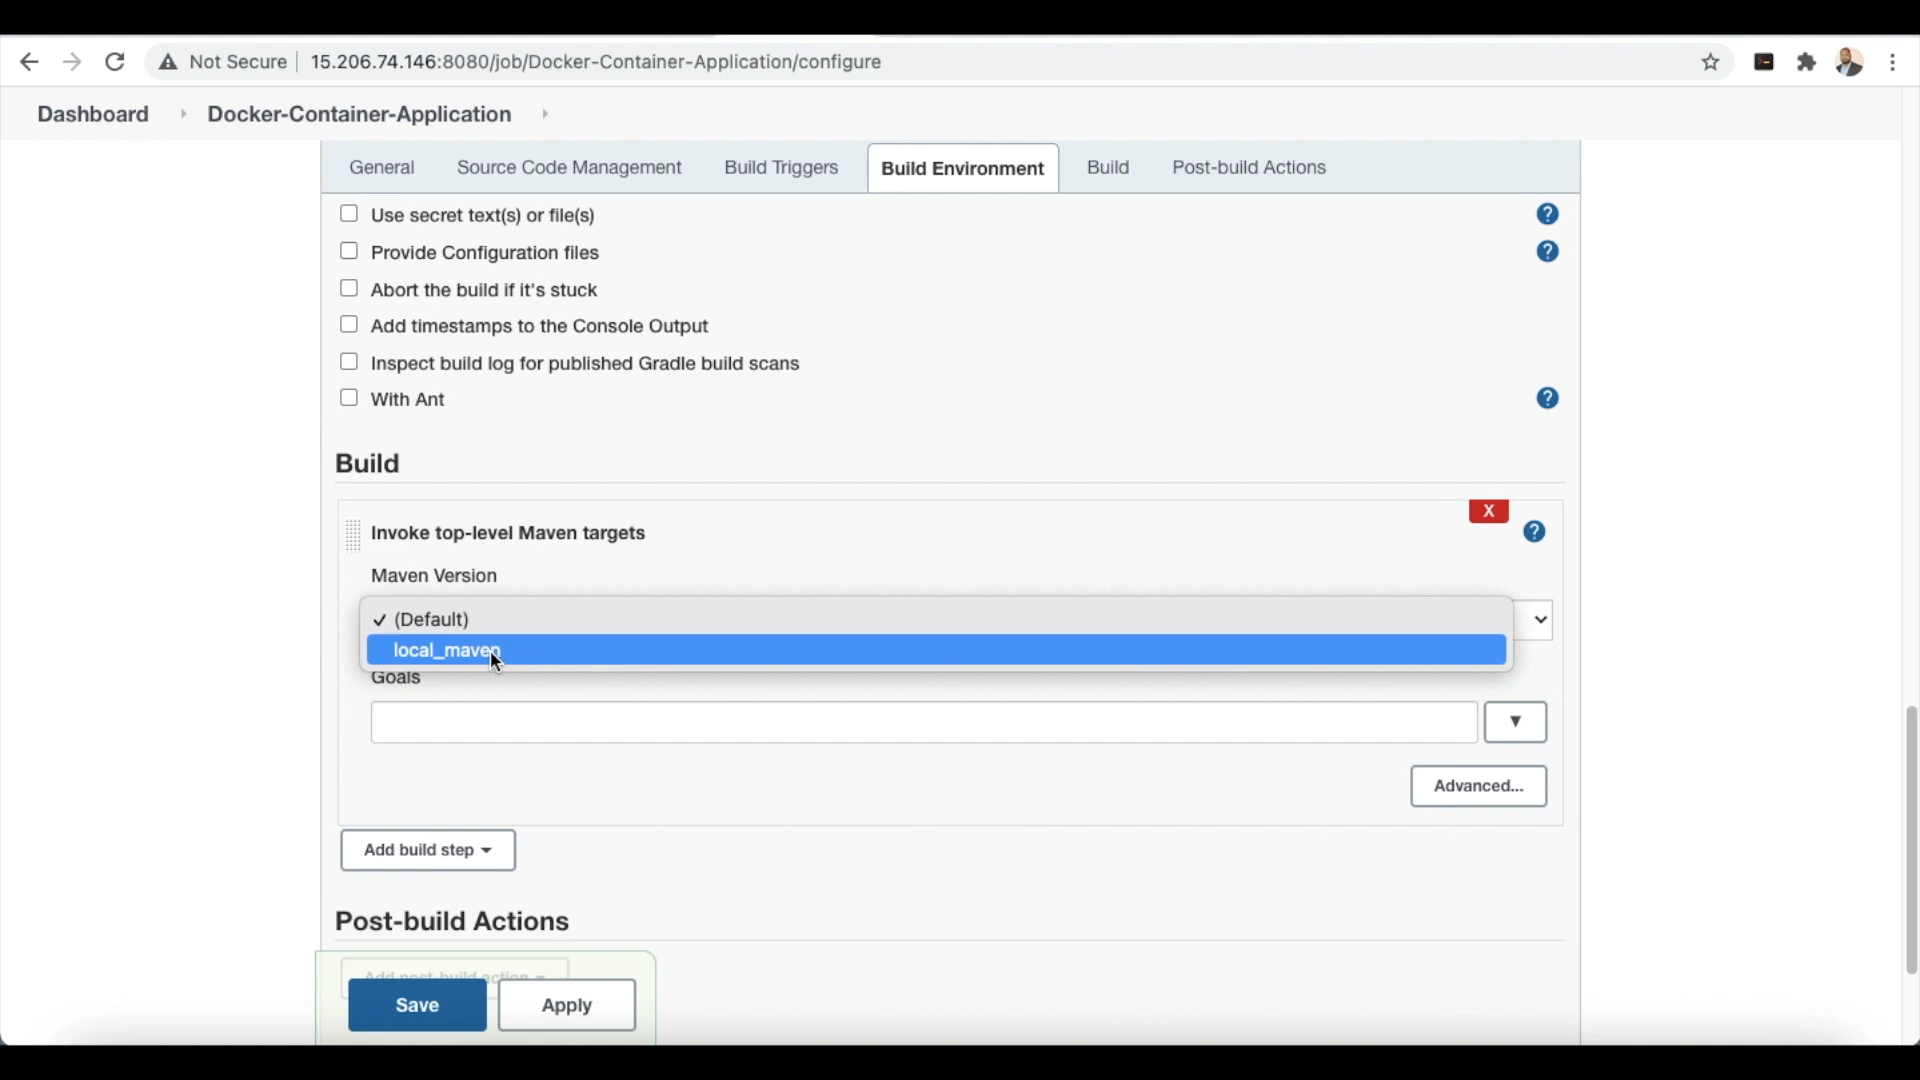 Not Secure
15.206.74.146:8080/job/Docker-Container-Application/configure
Dashboard
Docker-Container-Application
General Source Code Management Build Triggers Build Environment Build Post-build Actions
Use secret text(s) or file(s)
?
Provide Configuration files
?
Abort the build if it's stuck
Add timestamps to the Console Output
Inspect build log for published Gradle build scans
With Ant
?
Build
X
Invoke top-level Maven targets
?
Maven Version
✓ (Default)
local_maven
Goals
▼
Advanced...
Add build step
Post-build Actions
Add post-build action
Save Apply